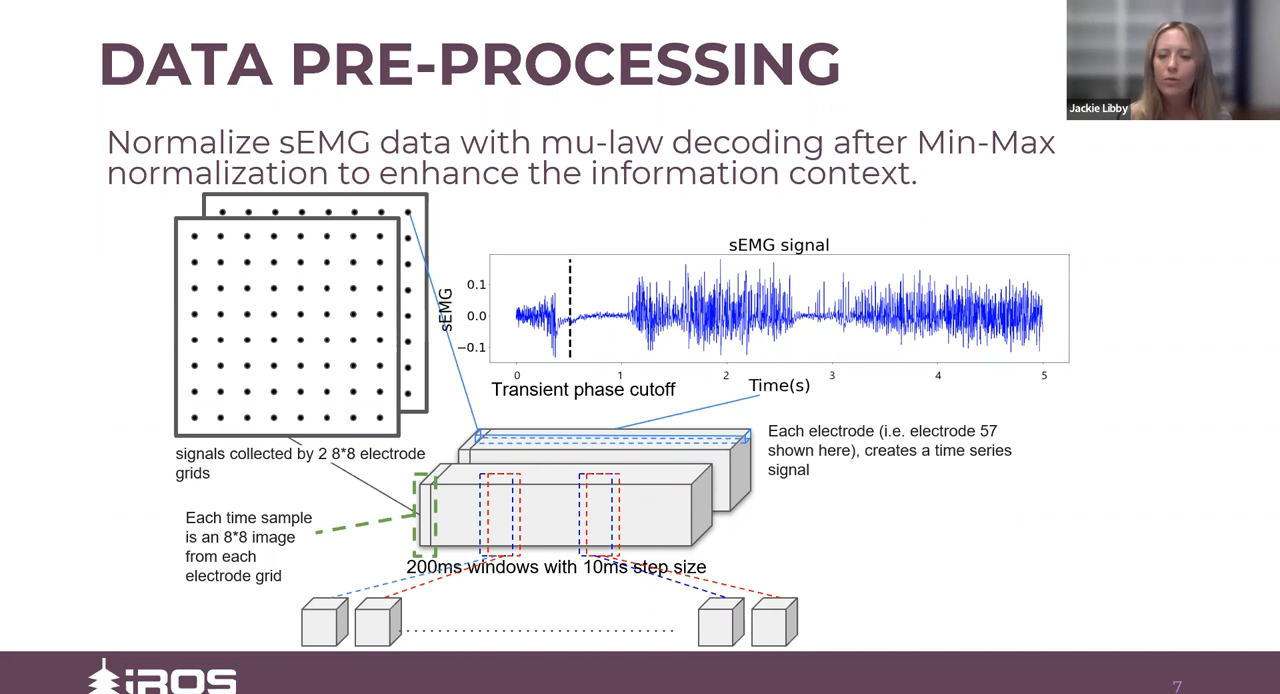 DATA PRE-PROCESSING
Jackie Libby
Normalize sEMG data with mu-law decoding after Min-Max
normalization to enhance the information context.
sEMG signal
sEMG
0.1
0.0
−0.1
0
1
2
3
4
5
Transient phase cutoff
Time(s)
signals collected by 2 8*8 electrode
grids
Each electrode (i.e. electrode 57
shown here), creates a time series
signal
Each time sample
is an 8*8 image
from each
electrode grid
200ms windows with 10ms step size
iROS
7